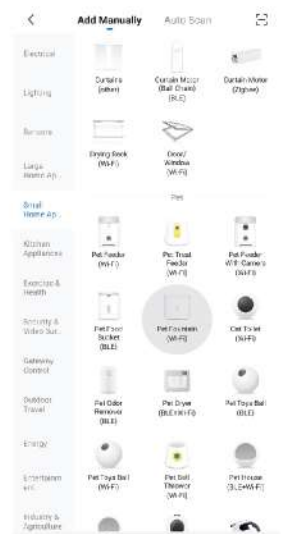 Add Manually
Auto Scan
Electrical
Lighting
Sensors
Large
Home Ap...
Small
Home Ap...
Kitchen
Appliances
Exercise &
Health
Security &
Video Sur...
Gateway
Control
Outdoor
Travel
Energy
Entertainm
ent
Industry &
Agriculture
Curtains
(other)
Curtain Motor
(Ball Chain)
(BLE)
Curtain Motor
(Zigbee)
Drying Rack
(Wi-Fi)
Door/
Window
(Wi-Fi)
Pet
Pet Feeder
(Wi-Fi)
Pet Treat
Feeder
(Wi-Fi)
Pet Feeder
With Camera
(Wi-Fi)
Pet Food
Bucket
(BLE)
Pet Fountain
(Wi-Fi)
Cat Toilet
(Wi-Fi)
Pet Odor
Remover
(BLE)
Pet Dryer
(BLE+Wi-Fi)
Pet Toys Ball
(BLE)
Pet Toys Ball
(Wi-Fi)
Pet Ball
Thrower
(Wi-Fi)
Pet House
(BLE+Wi-Fi)